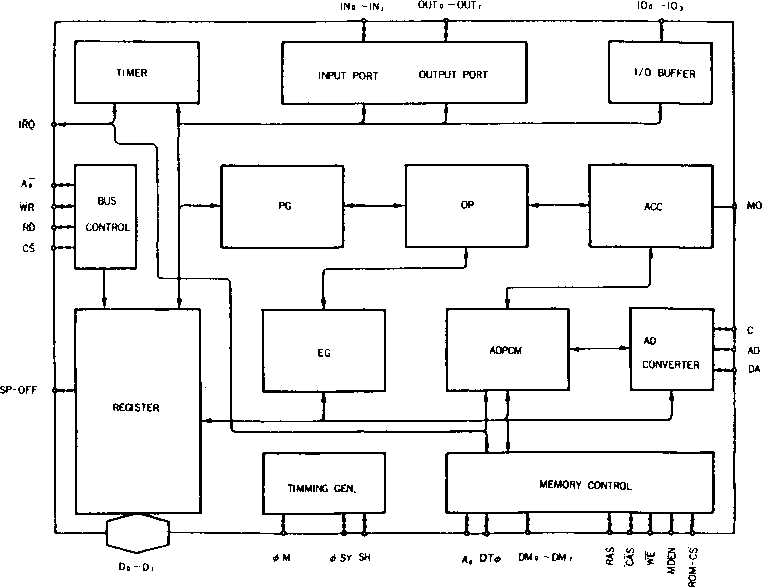 IN₀-IN₇ OUT₀-OUT₇ IO₀-IO₃
TIMER
INPUT PORT OUTPUT PORT
I/O BUFFER
IRQ
A₀
WR
RD
CS
BUS
CONTROL
PG
OP
ACC
MO
EG
ADPCM
AD
CONVERTER
C
AD
DA
SP-OFF
REGISTER
TIMMING GEN.
MEMORY CONTROL
D₀-D₇
φM φSY SH
A₈ DTφ DM₀-DM₇
RAS
CAS
WE
MDEN
ROM-CS